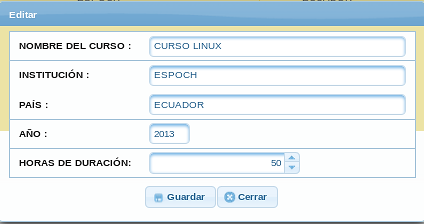 Editar
NOMBRE DEL CURSO : CURSO LINUX
INSTITUCIÓN : ESPOCH
PAÍS : ECUADOR
AÑO : 2013
HORAS DE DURACIÓN: 50
Guardar Cerrar